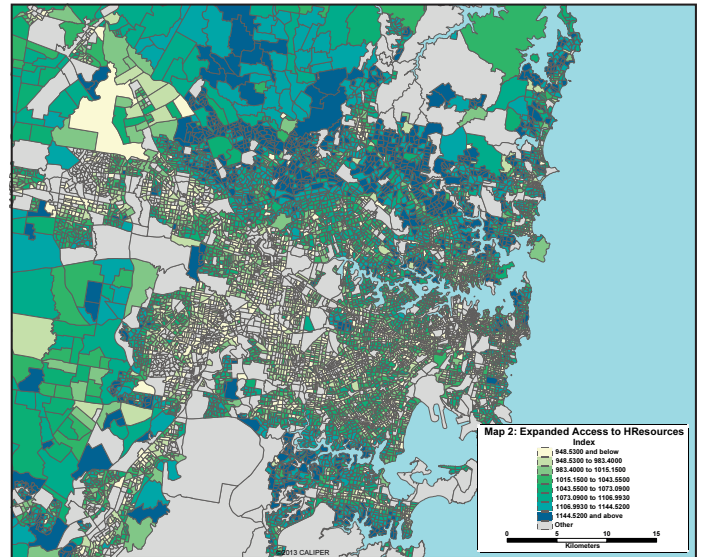 Map 2: Expanded Access to HResources
Index
948.5300 and below
948.5300 to 983.4000
983.4000 to 1015.1500
1015.1500 to 1043.5500
1043.5500 to 1073.0900
1073.0900 to 1106.9930
1106.9930 to 1144.5200
1144.5200 and above
Other
0 5 10 15
Kilometers
©2013 CALIPER